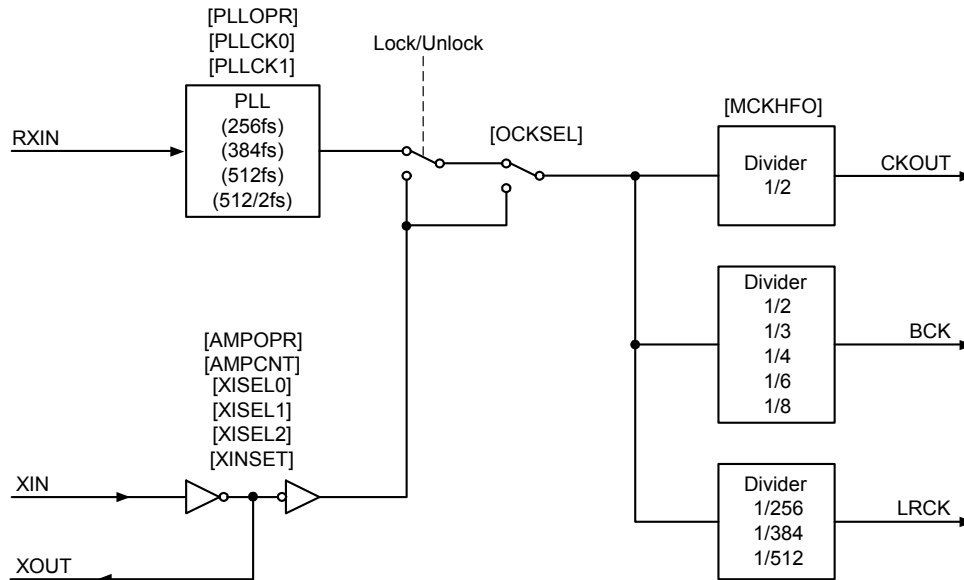 [PLLOPR]
[PLLCK0]
[PLLCK1]
Lock/Unlock
RXIN
PLL
(256fs)
(384fs)
(512fs)
(512/2fs)
[OCKSEL]
[MCKHFO]
Divider
1/2
CKOUT
Divider
1/2
1/3
1/4
1/6
1/8
BCK
[AMPOPR]
[AMPCNT]
[XISEL0]
[XISEL1]
[XISEL2]
[XINSET]
XIN
XOUT
Divider
1/256
1/384
1/512
LRCK